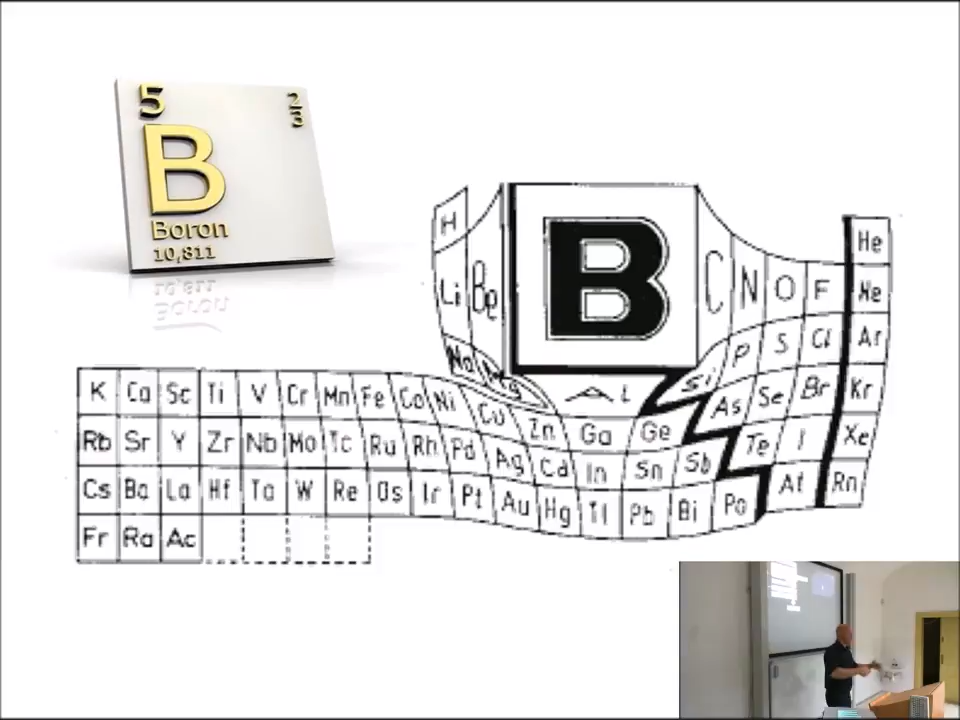 5
2
3
B
Boron
10,811
H
B
He
Li Be C N O F Ne
Na Mg Al Si P S Cl Ar
K Ca Sc Ti V Cr Mn Fe Co Ni Cu Zn Ga Ge As Se Br Kr
Rb Sr Y Zr Nb Mo Tc Ru Rh Pd Ag Cd In Sn Sb Te I Xe
Cs Ba La Hf Ta W Re Os Ir Pt Au Hg Tl Pb Bi Po At Rn
Fr Ra Ac